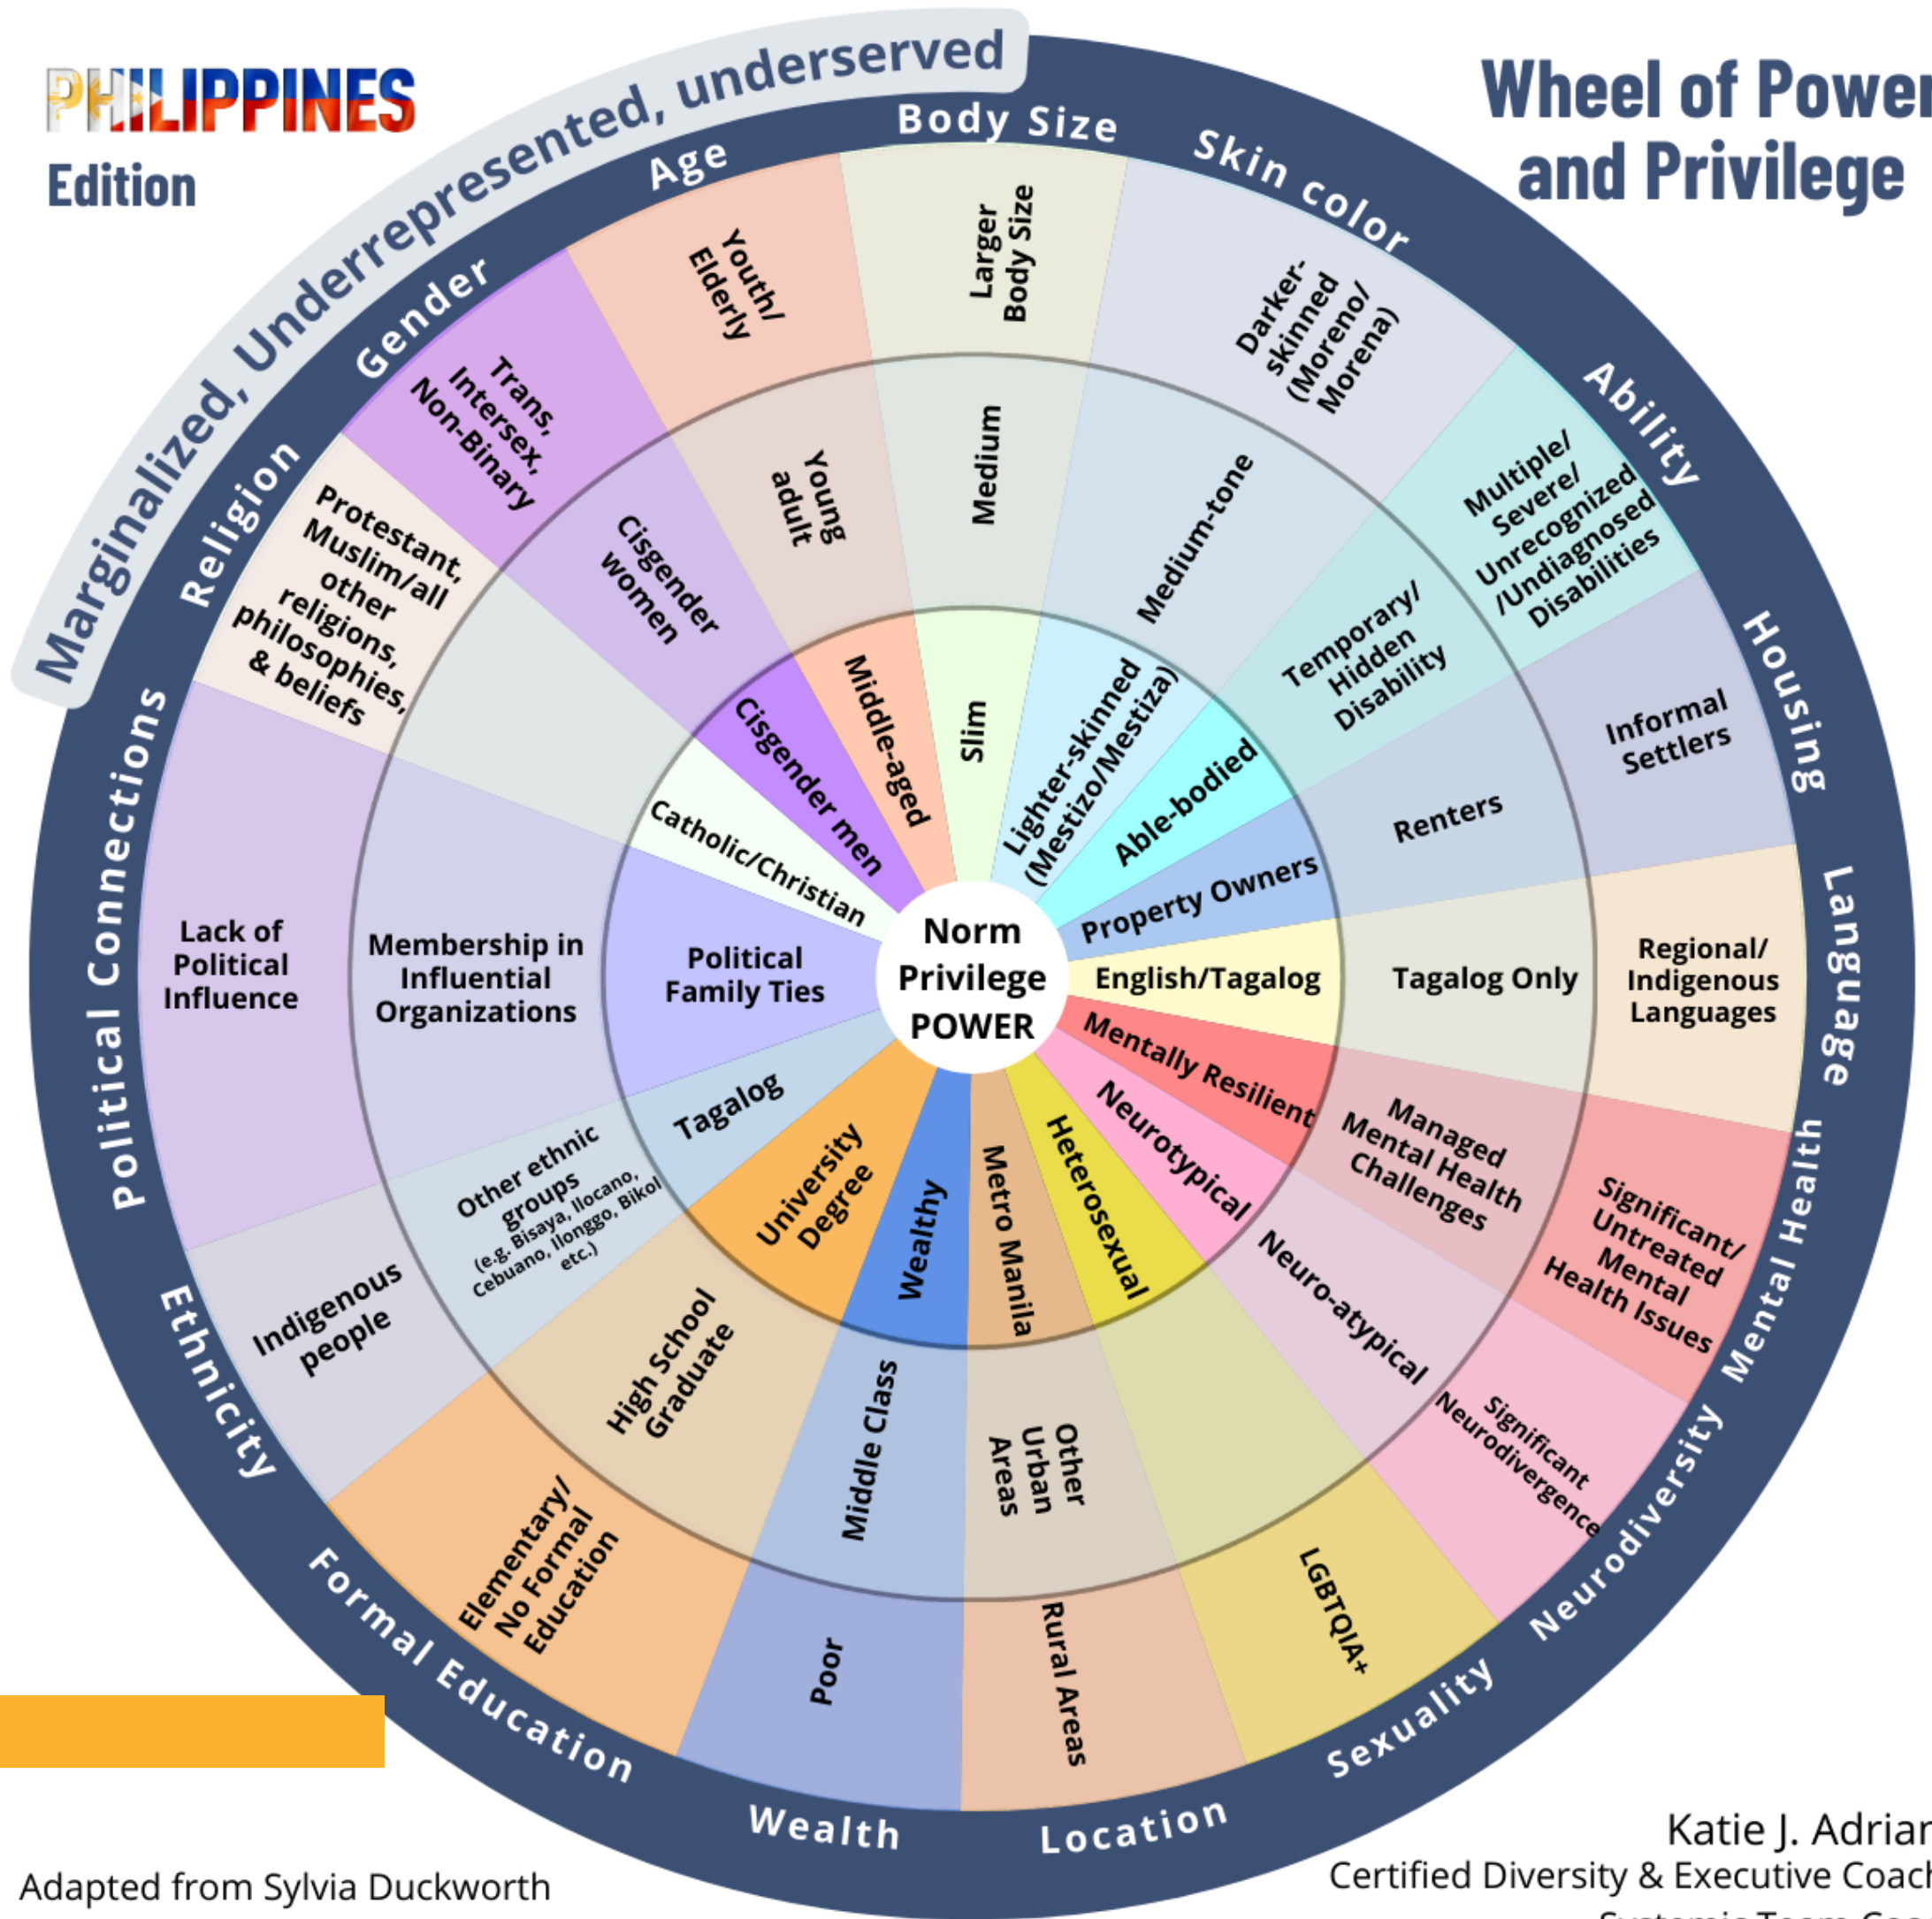 PHILIPPINES
Edition
Wheel of Power
and Privilege
Marginalized, Underrepresented, underserved
Body Size
Larger
Body Size
Medium
Slim
Skin color
Darker-
skinned
(Moreno/
Morena)
Medium-tone
Lighter-skinned
(Mestizo/Mestiza)
Ability
Multiple/
Severe/
Unrecognized
/Undiagnosed
Disabilities
Temporary/
Hidden
Disability
Able-bodied
Housing
Informal
Settlers
Renters
Property Owners
Language
Regional/
Indigenous
Languages
Tagalog Only
English/Tagalog
Mental Health
Significant/
Untreated
Mental
Health Issues
Managed
Mental Health
Challenges
Mentally Resilient
Neurodiversity
Significant
Neurodivergence
Neuro-atypical
Neurotypical
Sexuality
LGBTQIA+
Heterosexual
Location
Rural Areas
Other
Urban
Areas
Metro Manila
Wealth
Poor
Middle Class
Wealthy
Formal Education
Elementary/
No Formal
Education
High School
Graduate
University
Degree
Ethnicity
Indigenous
people
Other ethnic
groups
(e.g. Bisaya, Ilocano,
Cebuano, Ilonggo, Bikol
etc.)
Tagalog
Political Connections
Lack of
Political
Influence
Membership in
Influential
Organizations
Political
Family Ties
Religion
Protestant,
Muslim/all
other
religions,
philosophies,
& beliefs
Catholic/Christian
Gender
Trans,
Intersex,
Non-Binary
Cisgender
women
Cisgender men
Age
Youth/
Elderly
Young
adult
Middle-aged
Norm
Privilege
POWER
Adapted from Sylvia Duckworth
Katie J.
Certified Diversity & Executive Coach